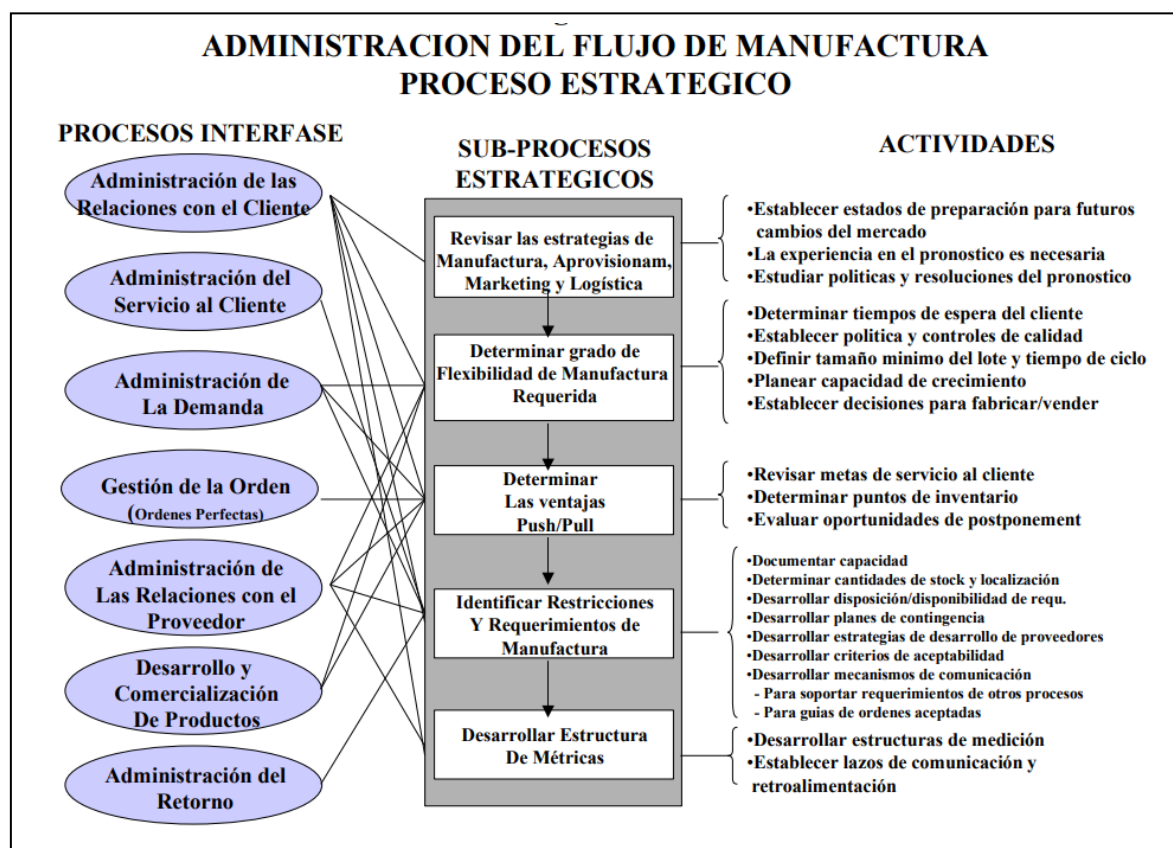 ADMINISTRACION DEL FLUJO DE MANUFACTURA
PROCESO ESTRATEGICO
PROCESOS INTERFASE
Administración de las
Relaciones con el Cliente
Administración del
Servicio al Cliente
Administración de
La Demanda
Gestión de la Orden
(Ordenes Perfectas)
Administración de
Las Relaciones con el
Proveedor
Desarrollo y
Comercialización
De Productos
Administración del
Retorno
SUB-PROCESOS
ESTRATEGICOS
Revisar las estrategias de
Manufactura, Aprovisionam,
Marketing y Logística
Determinar grado de
Flexibilidad de Manufactura
Requerida
Determinar
Las ventajas
Push/Pull
Identificar Restricciones
Y Requerimientos de
Manufactura
Desarrollar Estructura
De Métricas
ACTIVIDADES
•Establecer estados de preparación para futuros
cambios del mercado
•La experiencia en el pronostico es necesaria
•Estudiar politicas y resoluciones del pronostico
•Determinar tiempos de espera del cliente
•Establecer politica y controles de calidad
•Definir tamaño minimo del lote y tiempo de ciclo
•Planear capacidad de crecimiento
•Establecer decisiones para fabricar/vender
•Revisar metas de servicio al cliente
•Determinar puntos de inventario
•Evaluar oportunidades de postponement
•Documentar capacidad
•Determinar cantidades de stock y localización
•Desarrollar disposición/disponibilidad de requ.
•Desarrollar planes de contingencia
•Desarrollar estrategias de desarrollo de proveedores
•Desarrollar criterios de aceptabilidad
•Desarrollar mecanismos de comunicación
- Para soportar requerimientos de otros procesos
- Para guias de ordenes aceptadas
•Desarrollar estructuras de medición
•Establecer lazos de comunicación y
retroalimentación